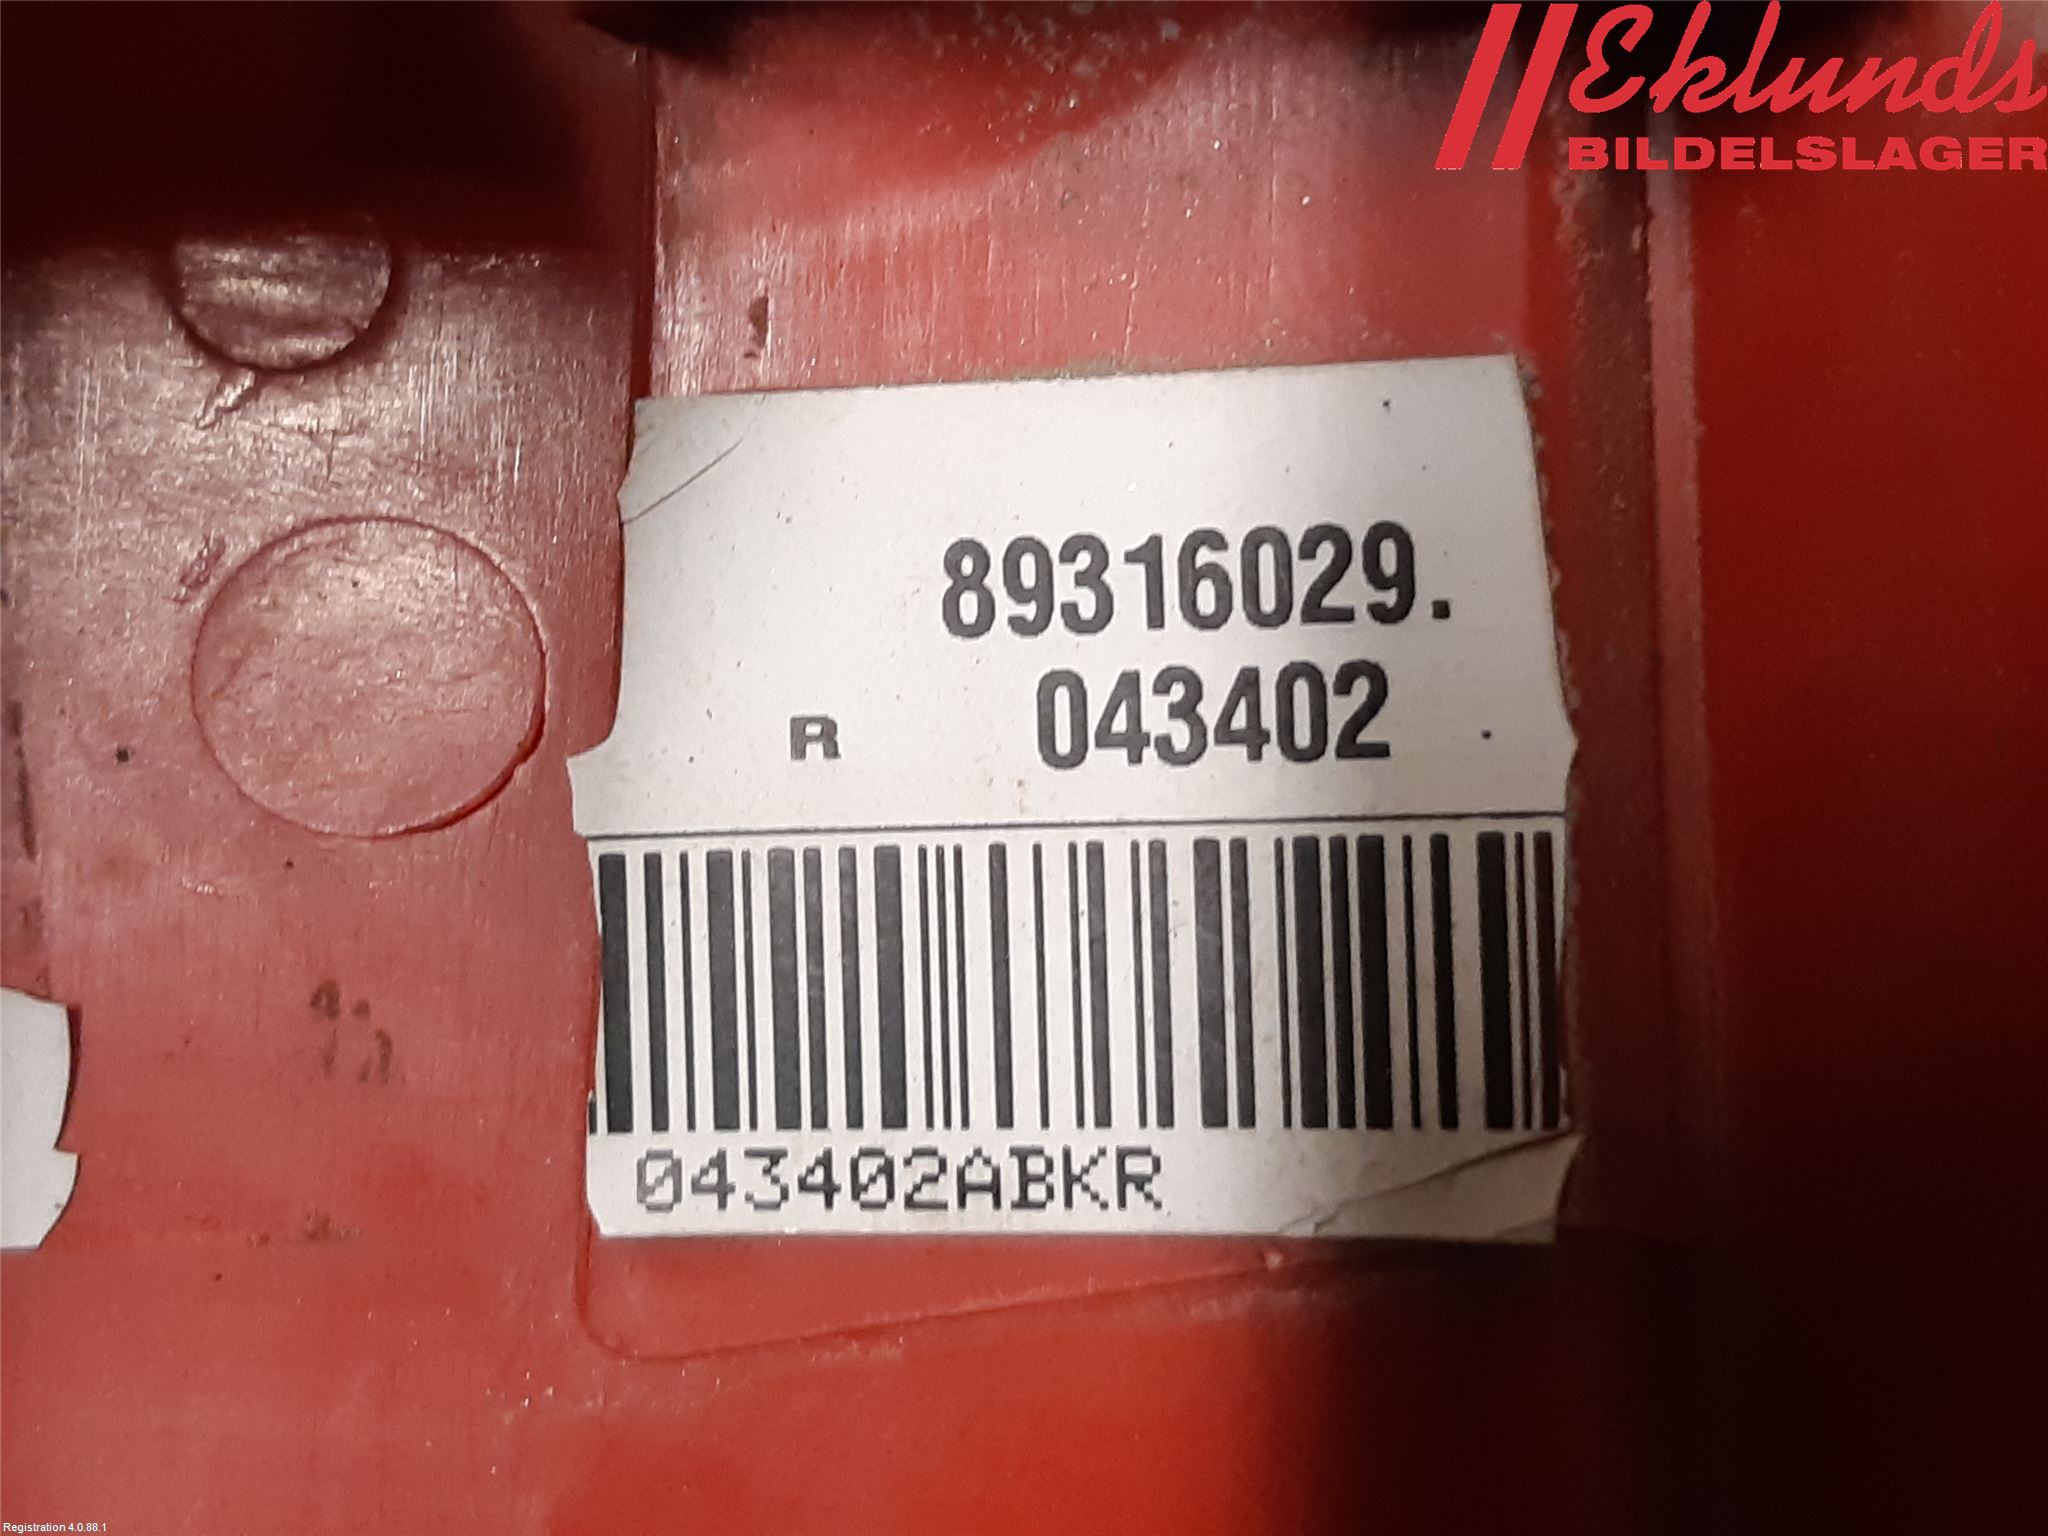 Eklunds
BILDELSLAGER
89316029.
R 043402
043402ABKR
Registration 4.0.88.1